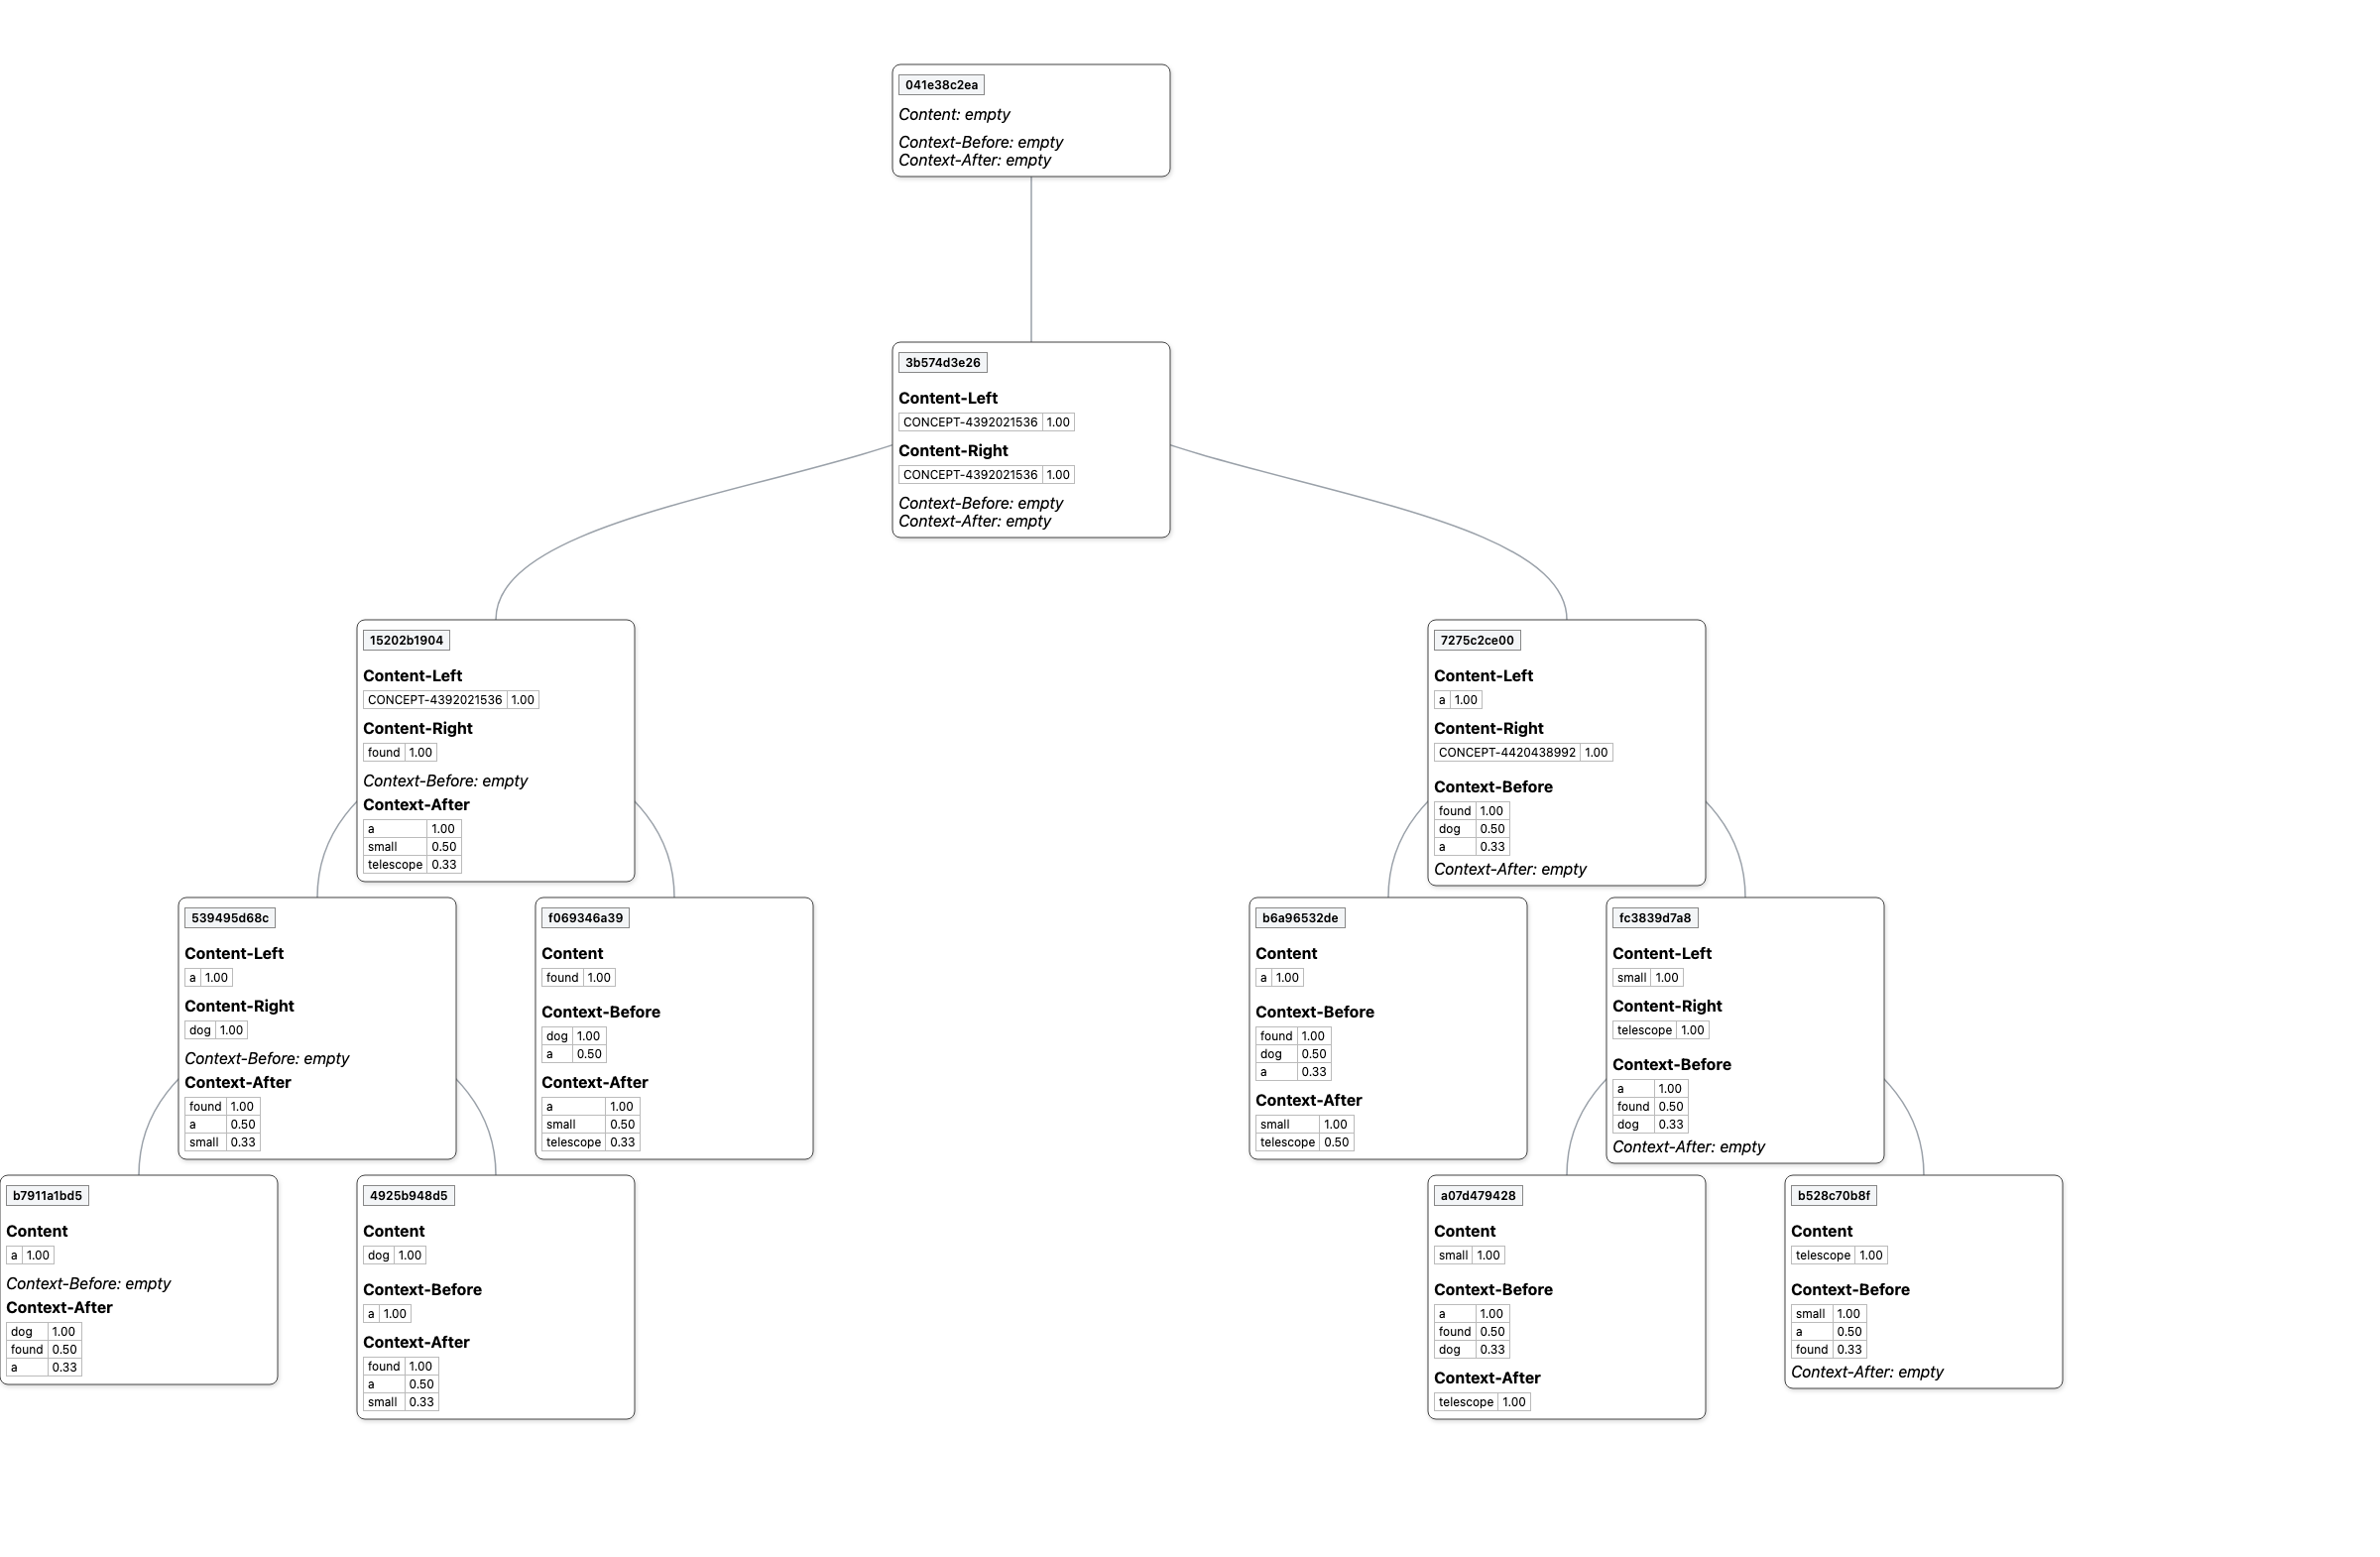 041e38c2ea
Content: empty
Context-Before: empty
Context-After: empty
3b574d3e26
Content-Left
CONCEPT-4392021536 1.00
Content-Right
CONCEPT-4392021536 1.00
Context-Before: empty
Context-After: empty
15202b1904
Content-Left
CONCEPT-4392021536 1.00
Content-Right
found 1.00
Context-Before: empty
Context-After
a 1.00
small 0.50
telescope 0.33
7275c2ce00
Content-Left
a 1.00
Content-Right
CONCEPT-4420438992 1.00
Context-Before
found 1.00
dog 0.50
a 0.33
Context-After: empty
539495d68c
Content-Left
a 1.00
Content-Right
dog 1.00
Context-Before: empty
Context-After
found 1.00
a 0.50
small 0.33
f069346a39
Content
found 1.00
Context-Before
dog 1.00
a 0.50
Context-After
a 1.00
small 0.50
telescope 0.33
b6a96532de
Content
a 1.00
Context-Before
found 1.00
dog 0.50
a 0.33
Context-After
small 1.00
telescope 0.50
fc3839d7a8
Content-Left
small 1.00
Content-Right
telescope 1.00
Context-Before
a 1.00
found 0.50
dog 0.33
Context-After: empty
b7911a1bd5
Content
a 1.00
Context-Before: empty
Context-After
dog 1.00
found 0.50
a 0.33
4925b948d5
Content
dog 1.00
Context-Before
a 1.00
Context-After
found 1.00
a 0.50
small 0.33
a07d479428
Content
small 1.00
Context-Before
a 1.00
found 0.50
dog 0.33
Context-After
telescope 1.00
b528c70b8f
Content
telescope 1.00
Context-Before
small 1.00
a 0.50
found 0.33
Context-After: empty